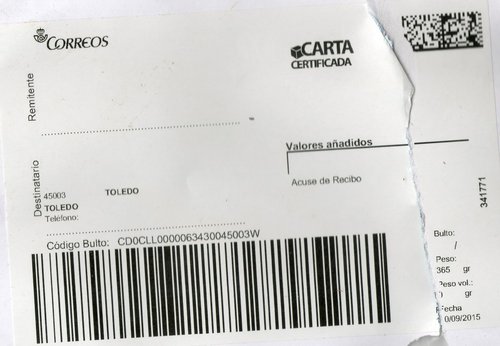 CORREOS
CARTA
CERTIFICADA
Remitente
Valores añadidos
Acuse de Recibo
Destinatario
45003 TOLEDO
TOLEDO
Teléfono:
Código Bulto: CD0CLL0000063430045003W
341771
Bulto:
/
Peso:
365 gr
Peso vol.:
0 gr
Fecha
0/09/2015